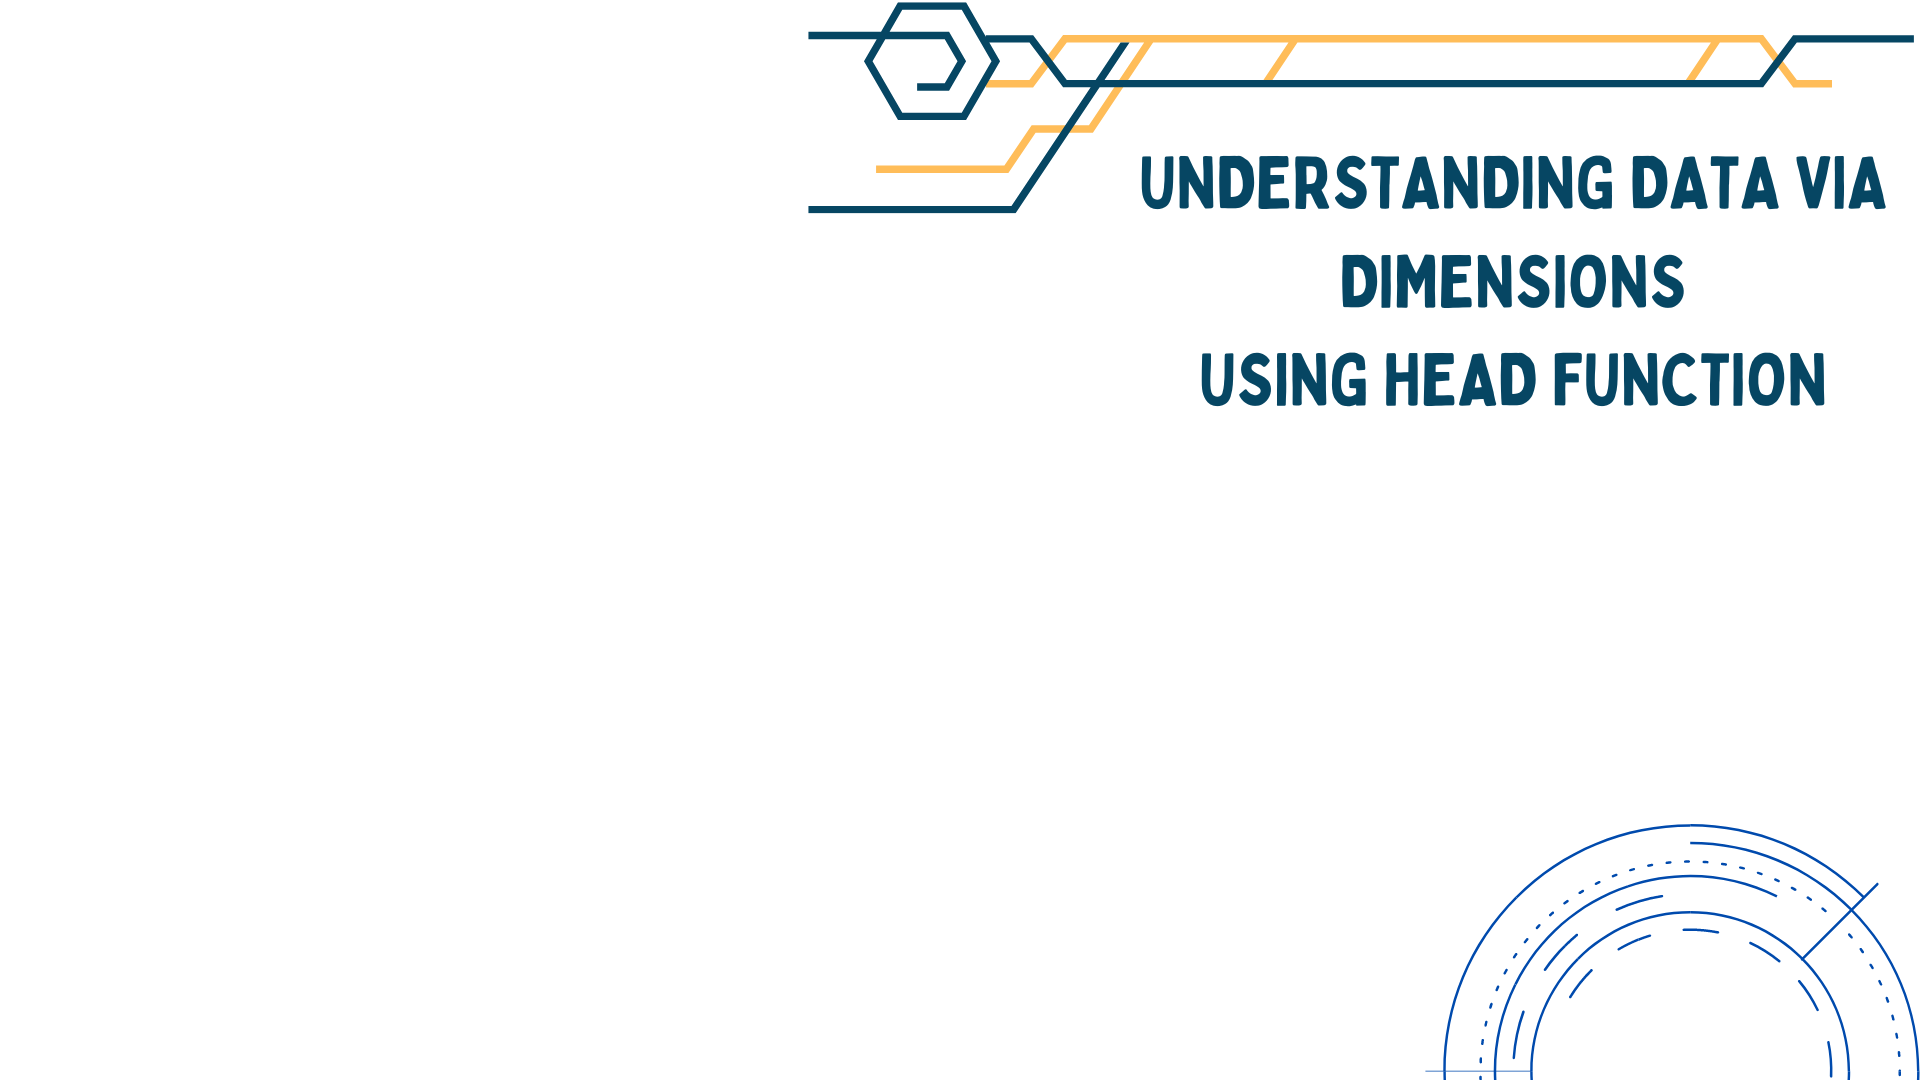 UNDERSTANDING DATA VIA
DIMENSIONS
USING HEAD FUNCTION